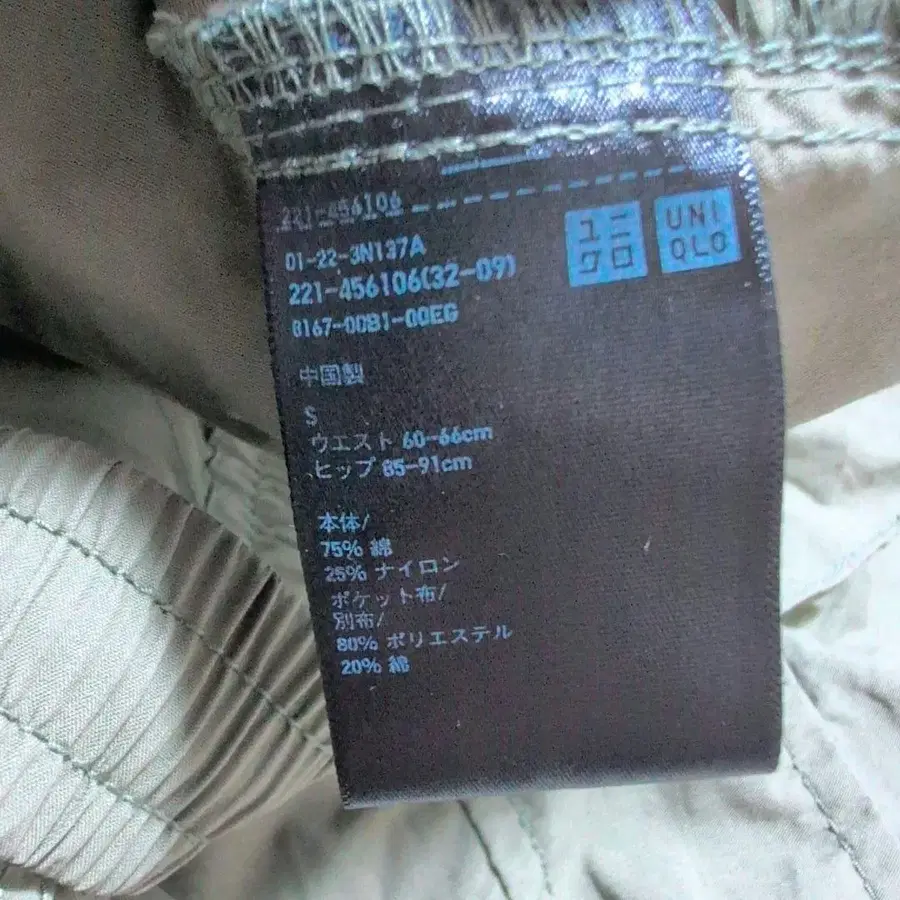 221-456106
ユニ
クロ
UNI
QLO
01-22-3N137A
221-456106(32-09)
8167-00B1-00EG
中国製
S
ウエスト 60-66cm
ヒップ 85-91cm
本体/
75% 綿
25% ナイロン
ポケット布/
別布/
80% ポリエステル
20% 綿